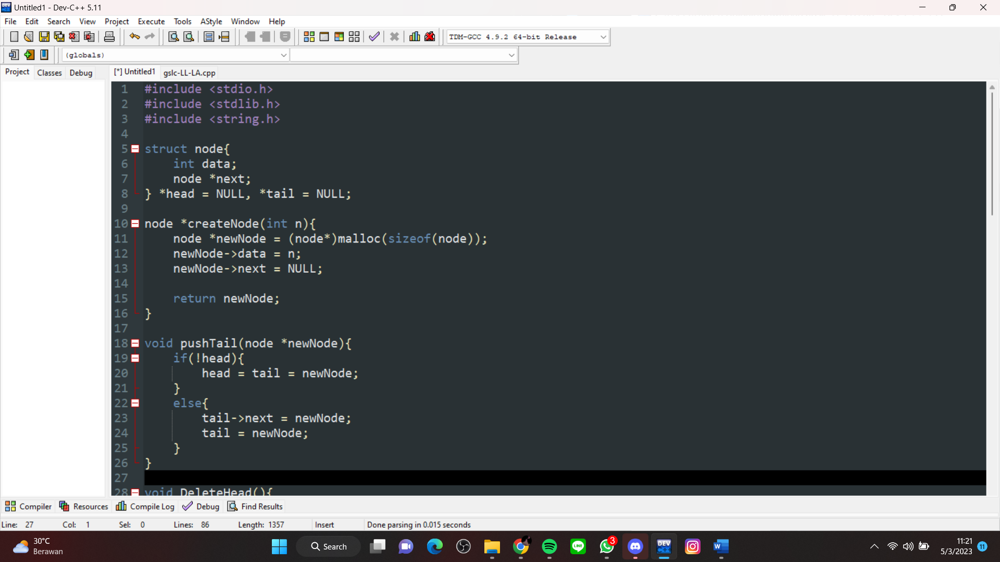 Untitled1 - Dev-C++ 5.11
File Edit Search View Project Execute Tools AStyle Window Help
TDM-GCC 4.9.2 64-bit Release
(globals)
Project Classes Debug [*] Untitled1 gslc-LL-LA.cpp
1 #include <stdio.h>
2 #include <stdlib.h>
3 #include <string.h>
4
5 struct node{
6 int data;
7 node *next;
8 } *head = NULL, *tail = NULL;
9
10 node *createNode(int n){
11 node *newNode = (node*)malloc(sizeof(node));
12 newNode->data = n;
13 newNode->next = NULL;
14
15 return newNode;
16 }
17
18 void pushTail(node *newNode){
19 if(!head){
20 head = tail = newNode;
21 }
22 else{
23 tail->next = newNode;
24 tail = newNode;
25 }
26 }
27
28 void DeleteHead(){
Compiler Resources Compile Log Debug Find Results
Line: 27 Col: 1 Sel: 0 Lines: 86 Length: 1357 Insert Done parsing in 0.015 seconds
30°C
Berawan
Search
LINE
3
DEV C++
W
11:21
5/3/2023
11